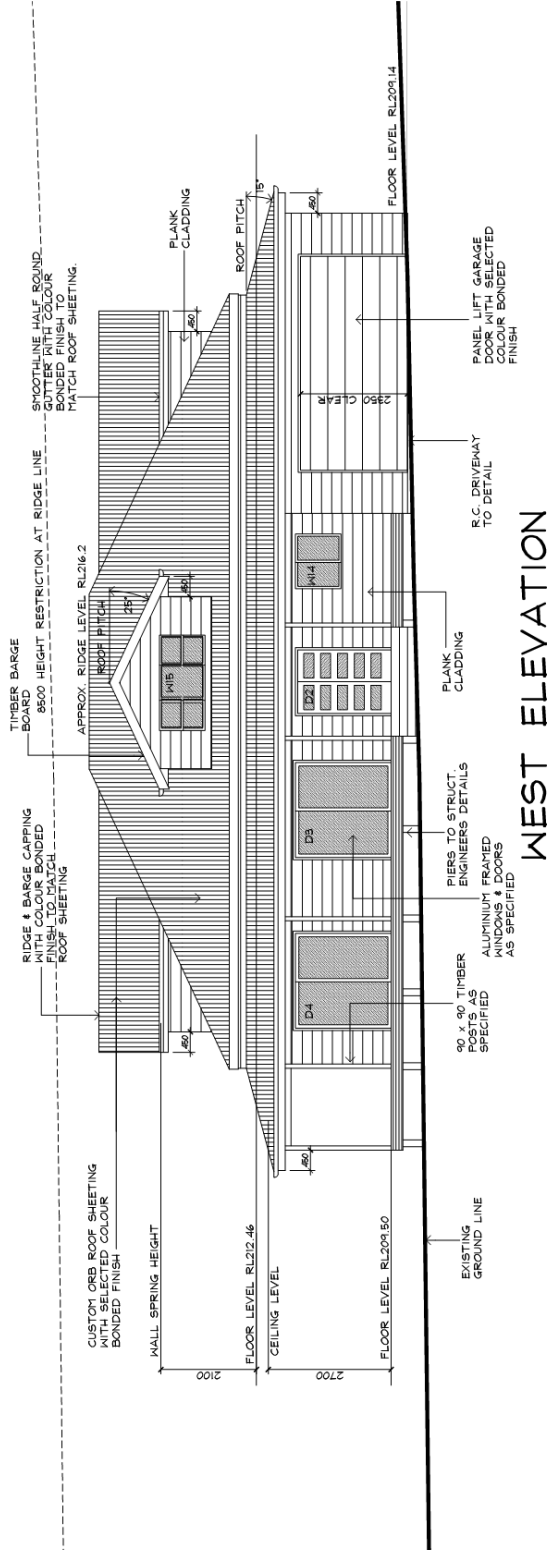 TIMBER BARGE
BOARD
8500 HEIGHT RESTRICTION AT RIDGE LINE
RIDGE & BARGE CAPPING
WITH COLOUR BONDED
FINISH TO MATCH
ROOF SHEETING
APPROX. RIDGE LEVEL RL216.2
SMOOTHLINE HALF ROUND
GUTTER WITH COLOUR
BONDED FINISH TO
MATCH ROOF SHEETING.
CUSTOM ORB ROOF SHEETING
WITH SELECTED COLOUR
BONDED FINISH
ROOF PITCH
25°
PLANK
CLADDING
WALL SPRING HEIGHT
450
450
450
W15
ROOF PITCH
15°
2100
FLOOR LEVEL RL212.46
CEILING LEVEL
450
450
2700
D4
D3
D2
W14
2350 CLEAR
FLOOR LEVEL RL209.50
FLOOR LEVEL RL209.14
EXISTING
GROUND LINE
90 x 90 TIMBER
POSTS AS
SPECIFIED
ALUMINIUM FRAMED
WINDOWS & DOORS
AS SPECIFIED
PIERS TO STRUCT.
ENGINEERS DETAILS
PLANK
CLADDING
R.C. DRIVEWAY
TO DETAIL
PANEL LIFT GARAGE
DOOR WITH SELECTED
COLOUR BONDED
FINISH
WEST ELEVATION